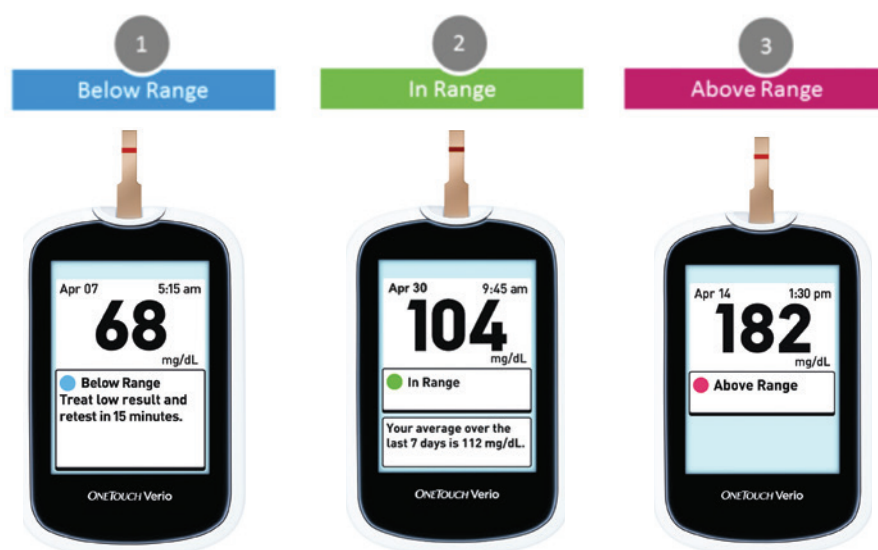 1
Below Range
2
In Range
3
Above Range
Apr 07 5:15 am
68
mg/dL
Below Range
Treat low result and
retest in 15 minutes.
ONETOUCH Verio
Apr 30 9:45 am
104
mg/dL
In Range
Your average over the
last 7 days is 112 mg/dL.
ONETOUCH Verio
Apr 14 1:30 pm
182
mg/dL
Above Range
ONETOUCH Verio